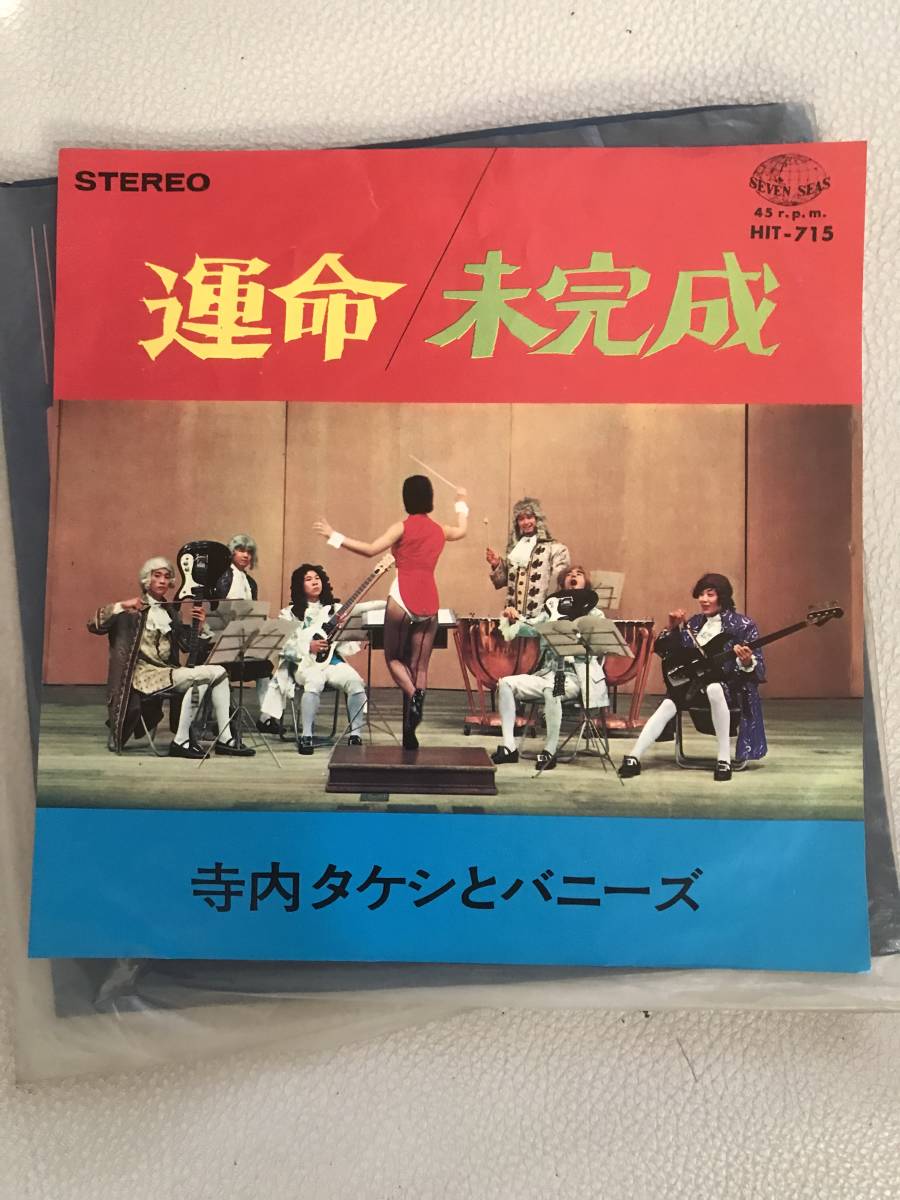 STEREO
SEVEN SEAS
45 r.p.m.
HIT-715
運命/未完成
寺内タケシとバニーズ